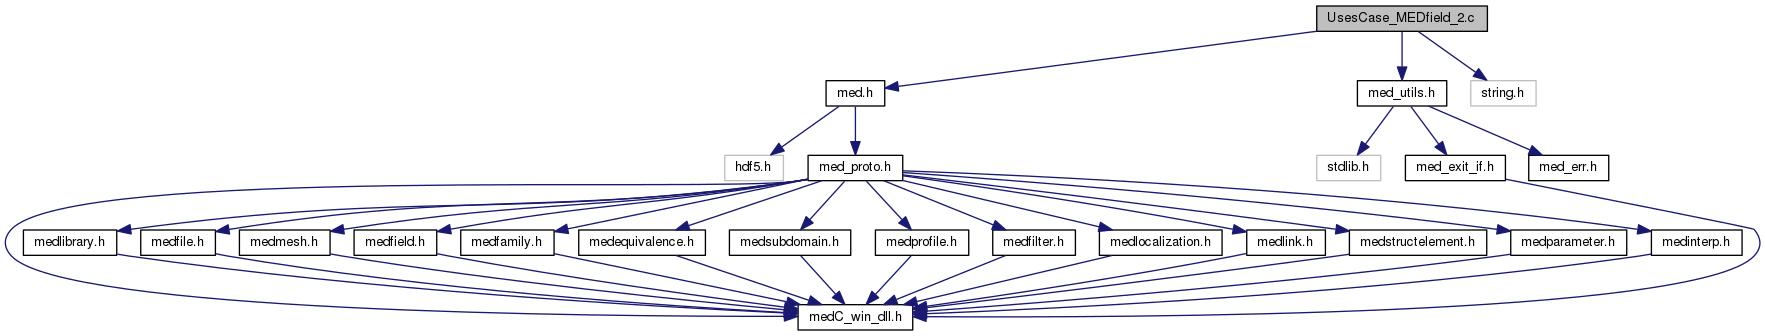 UsesCase_MEDfield_2.c
med.h
med_utils.h
string.h
hdf5.h
med_proto.h
stdlib.h
med_exit_if.h
med_err.h
medlibrary.h
medfile.h
medmesh.h
medfield.h
medfamily.h
medequivalence.h
medsubdomain.h
medprofile.h
medfilter.h
medlocalization.h
medlink.h
medstructelement.h
medparameter.h
medinterp.h
medC_win_dll.h